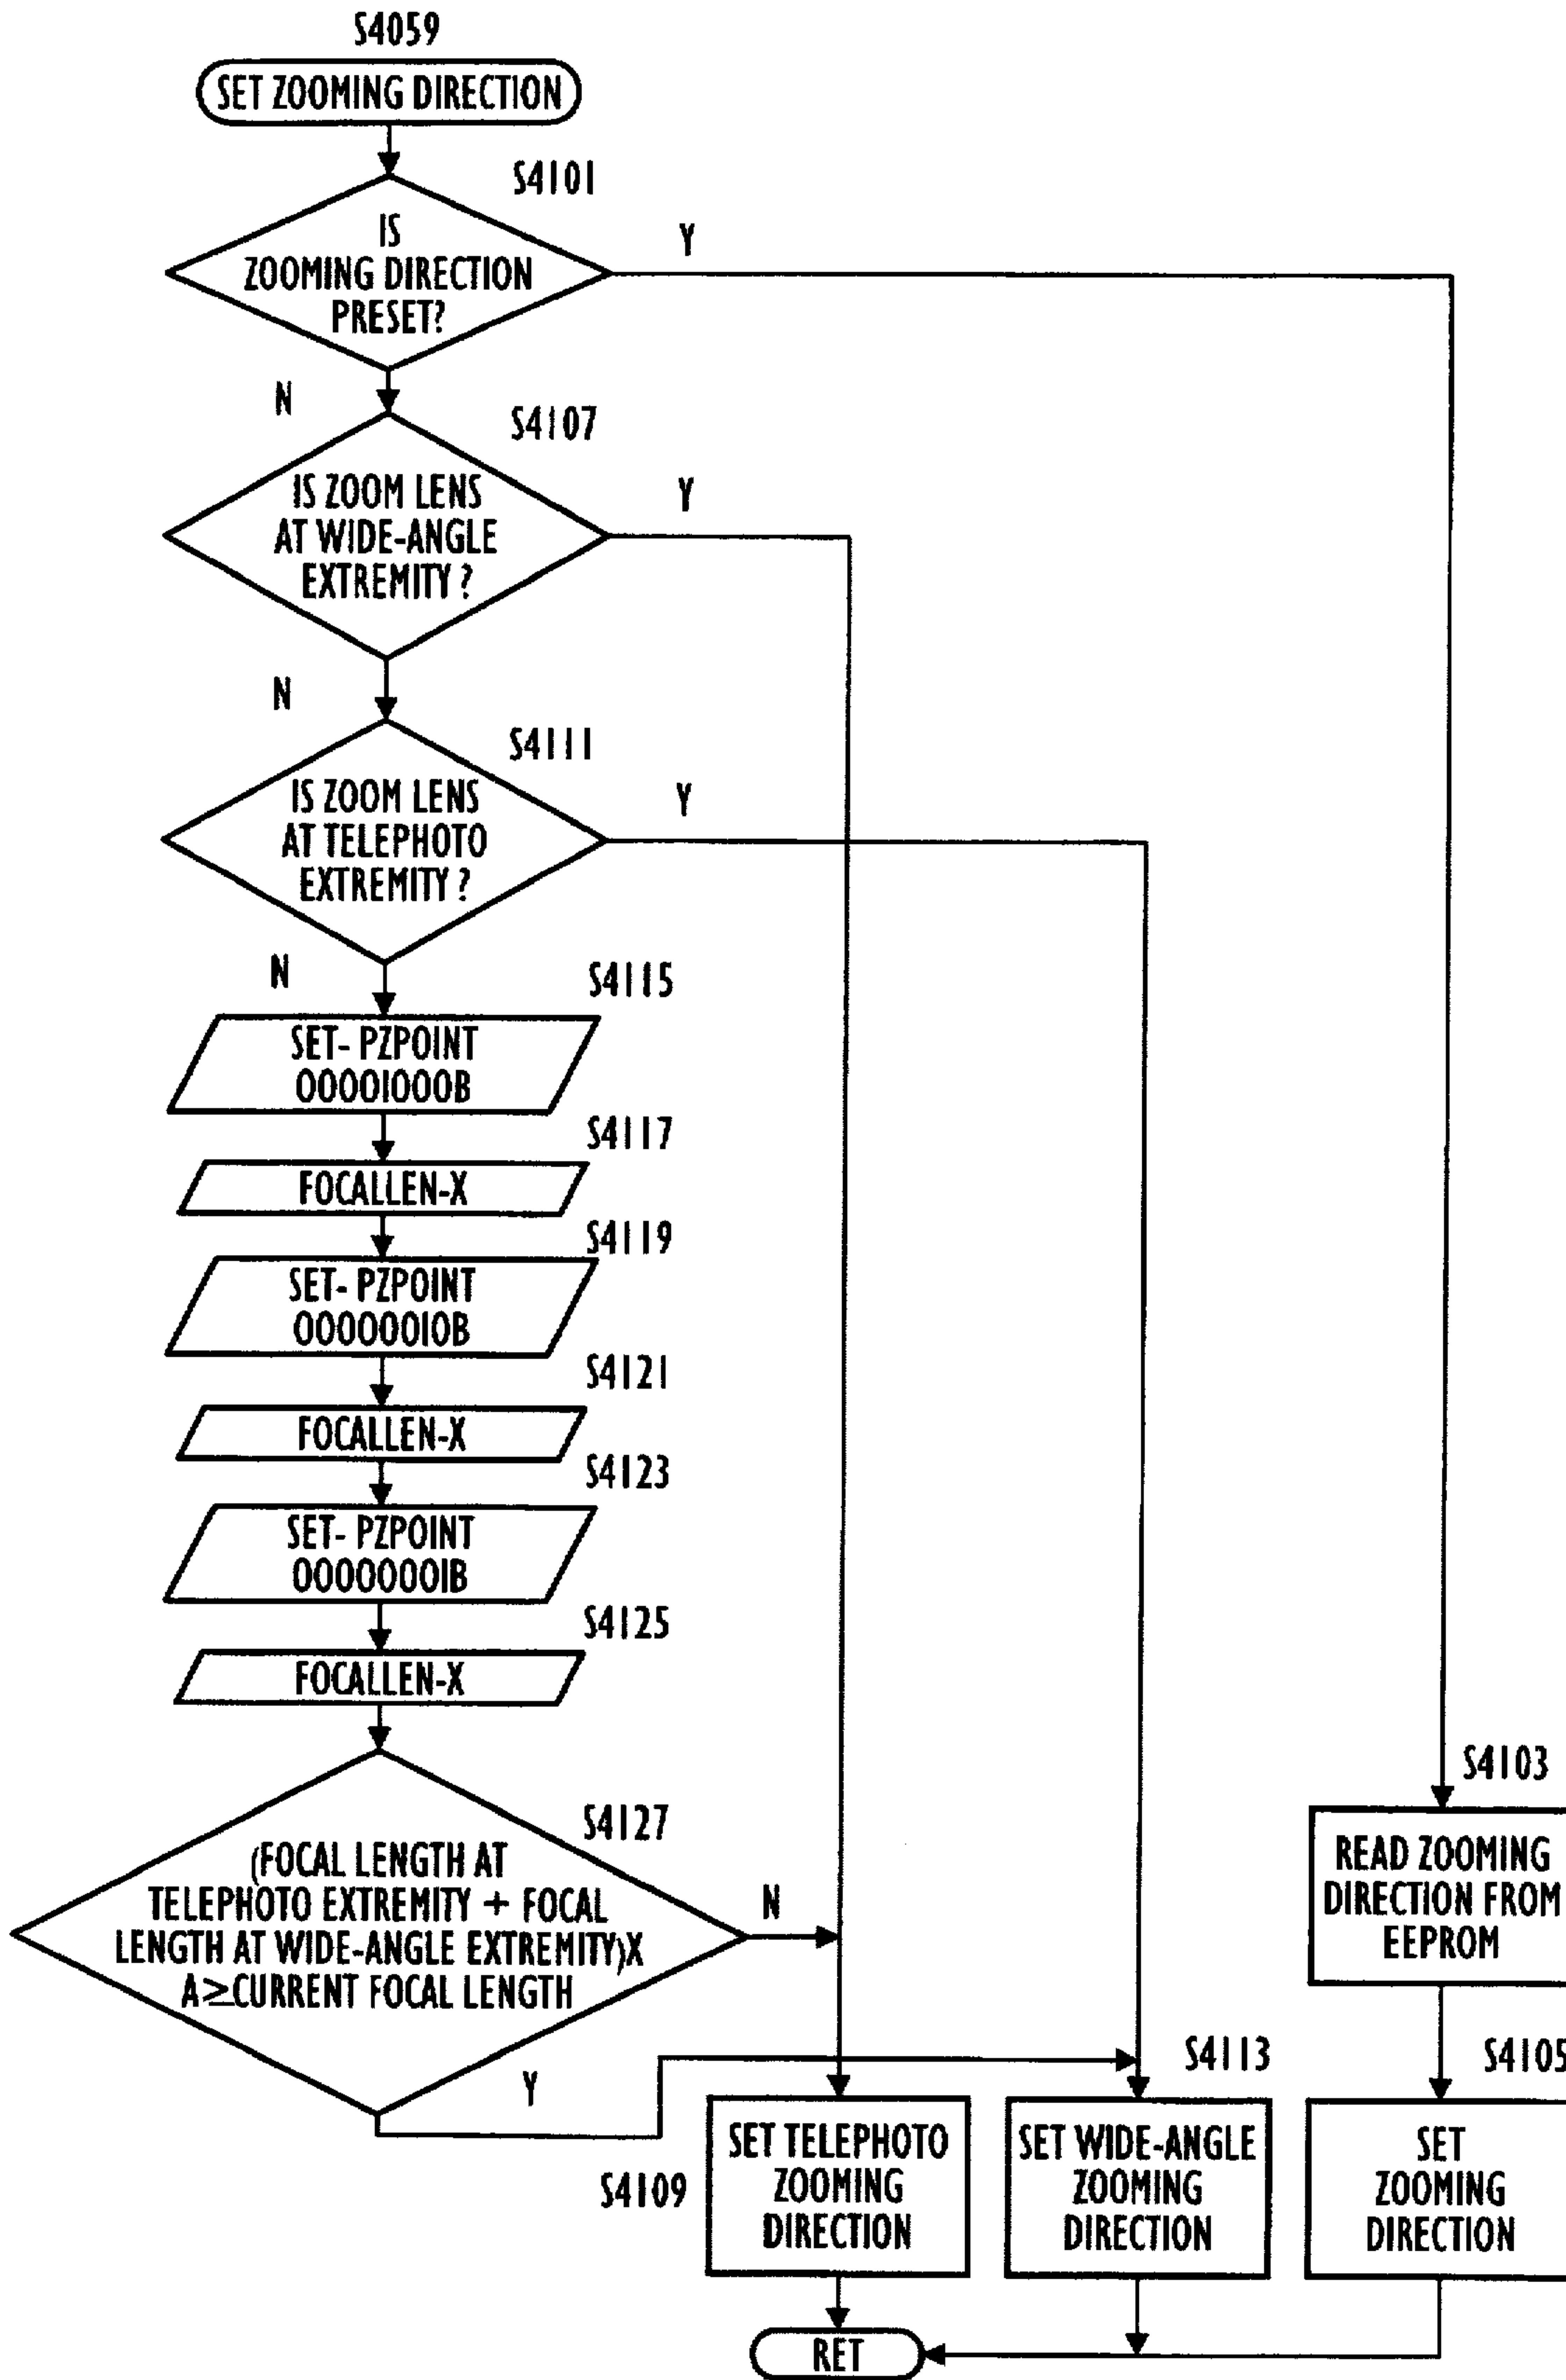 S4059
SET ZOOMING DIRECTION
S4101
IS
ZOOMING DIRECTION
PRESET?
Y
N
S4107
IS ZOOM LENS
AT WIDE-ANGLE
EXTREMITY ?
Y
N
S4111
IS ZOOM LENS
AT TELEPHOTO
EXTREMITY ?
Y
N
S4115
SET- PZPOINT
00001000B
S4117
FOCALLEN-X
S4119
SET- PZPOINT
00000010B
S4121
FOCALLEN-X
S4123
SET- PZPOINT
00000001B
S4125
FOCALLEN-X
S4127
(FOCAL LENGTH AT
TELEPHOTO EXTREMITY + FOCAL
LENGTH AT WIDE-ANGLE EXTREMITY)X
A≥CURRENT FOCAL LENGTH
N
Y
S4103
READ ZOOMING
DIRECTION FROM
EEPROM
S4109
SET TELEPHOTO
ZOOMING
DIRECTION
S4113
SET WIDE-ANGLE
ZOOMING
DIRECTION
S4105
SET
ZOOMING
DIRECTION
RET